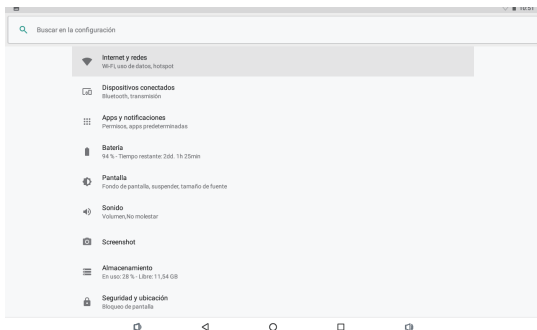 10:51
Buscar en la configuración
Internet y redes
Wi-Fi, uso de datos, hotspot
Dispositivos conectados
Bluetooth, transmisión
Apps y notificaciones
Permisos, apps predeterminadas
Batería
94 % - Tiempo restante: 2dd. 1h 25min
Pantalla
Fondo de pantalla, suspender, tamaño de fuente
Sonido
Volumen,No molestar
Screenshot
Almacenamiento
En uso: 28 % - Libre: 11,54 GB
Seguridad y ubicación
Bloqueo de pantalla